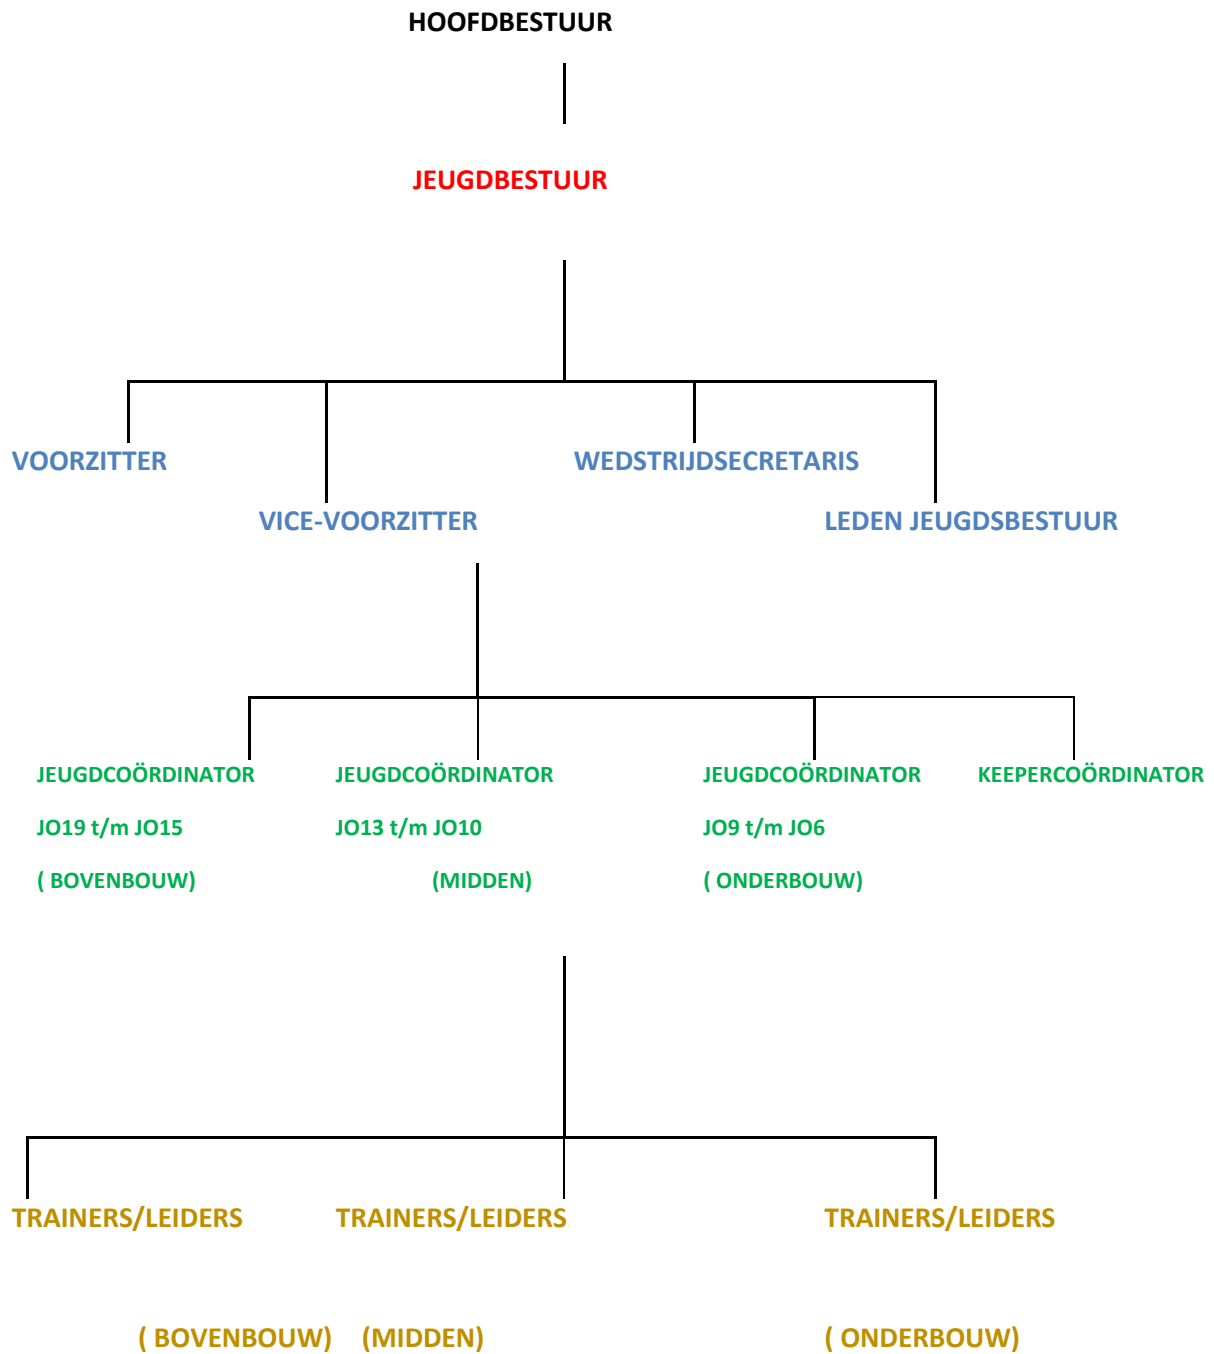 HOOFDBESTUUR
JEUGDBESTUUR
VOORZITTER WEDSTRIJDSECRETARIS
VICE-VOORZITTER LEDEN JEUGDSBESTUUR
JEUGDCOÖRDINATOR JEUGDCOÖRDINATOR JEUGDCOÖRDINATOR KEEPERCOÖRDINATOR
JO19 t/m JO15 JO13 t/m JO10 JO9 t/m JO6
( BOVENBOUW) (MIDDEN) ( ONDERBOUW)
TRAINERS/LEIDERS TRAINERS/LEIDERS TRAINERS/LEIDERS
( BOVENBOUW) (MIDDEN) ( ONDERBOUW)